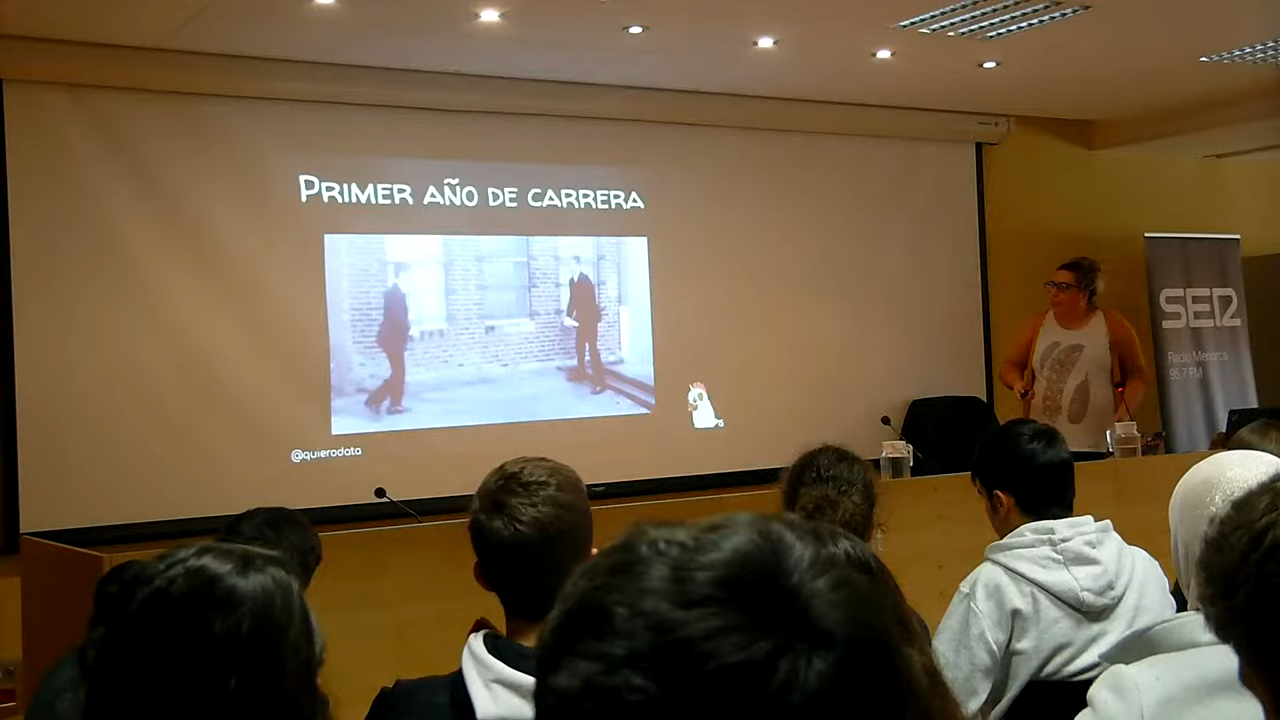 PRIMER AÑO DE CARRERA
@quierodata
SER
Radio Menorca
95.7 FM